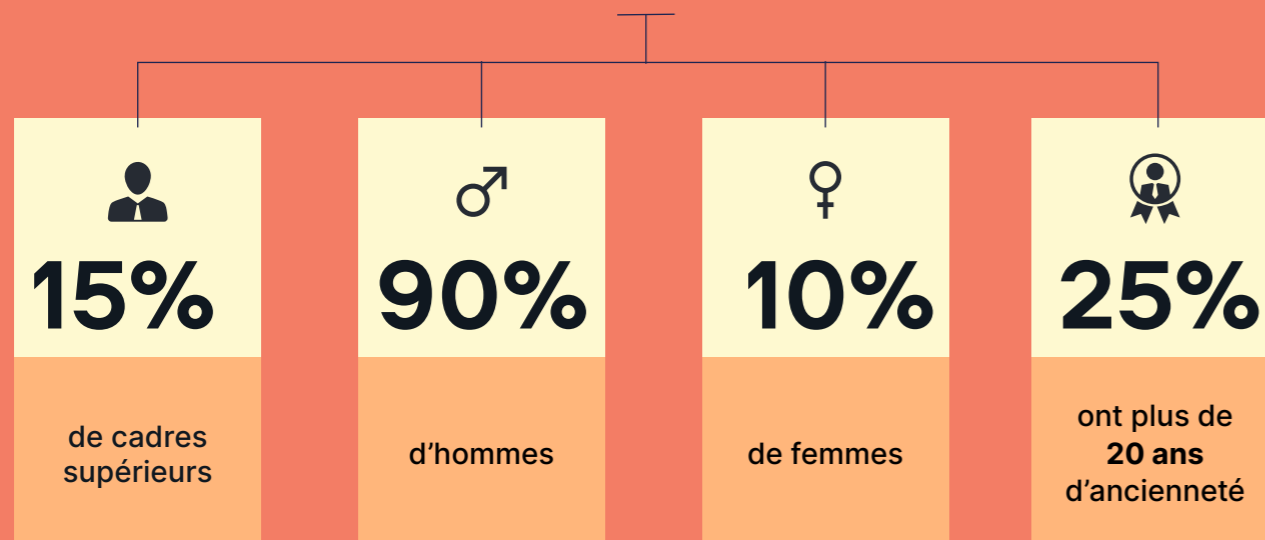 15%
de cadres
supérieurs
90%
d’hommes
10%
de femmes
25%
ont plus de
20 ans
d’ancienneté